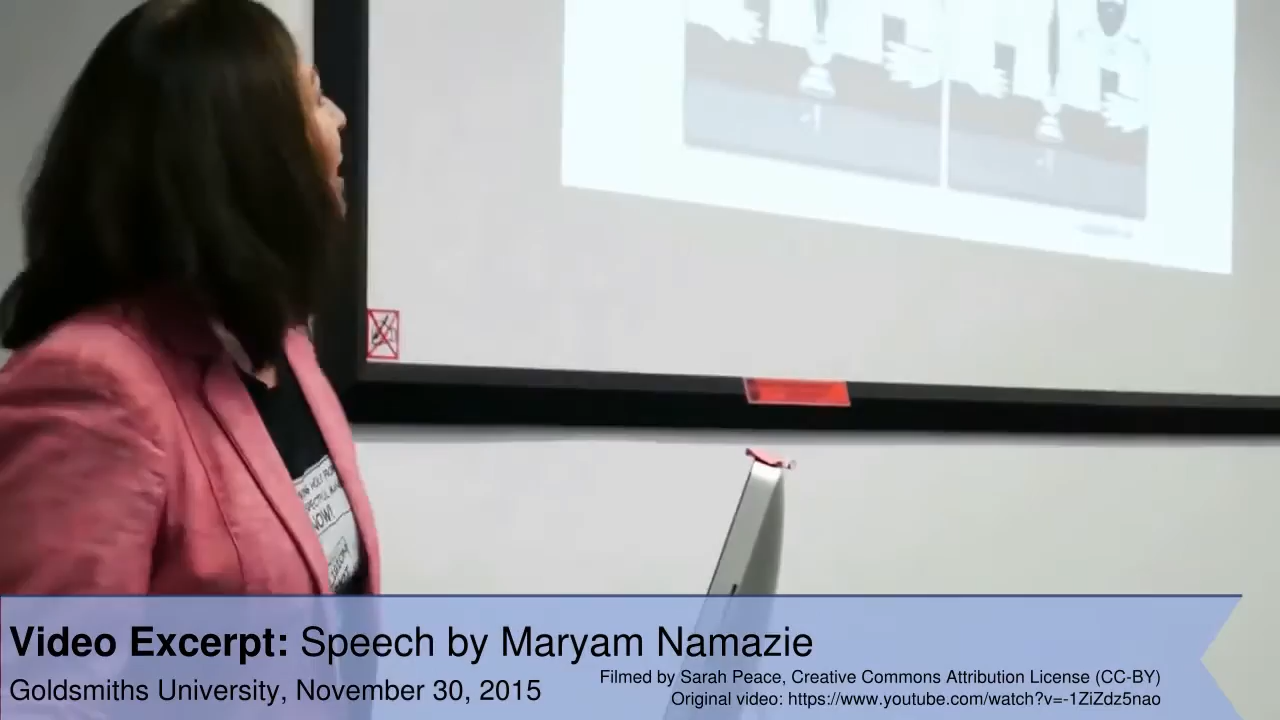 HOLY
NOW!
Video Excerpt: Speech by Maryam Namazie
Goldsmiths University, November 30, 2015
Filmed by Sarah Peace, Creative Commons Attribution License (CC-BY)
Original video: https://www.youtube.com/watch?v=-1ZiZdz5nao